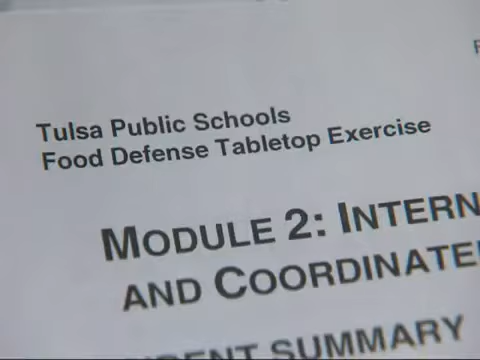 Tulsa Public Schools
Food Defense Tabletop Exercise
MODULE 2: INTERN
AND COORDINATE
SUMMARY